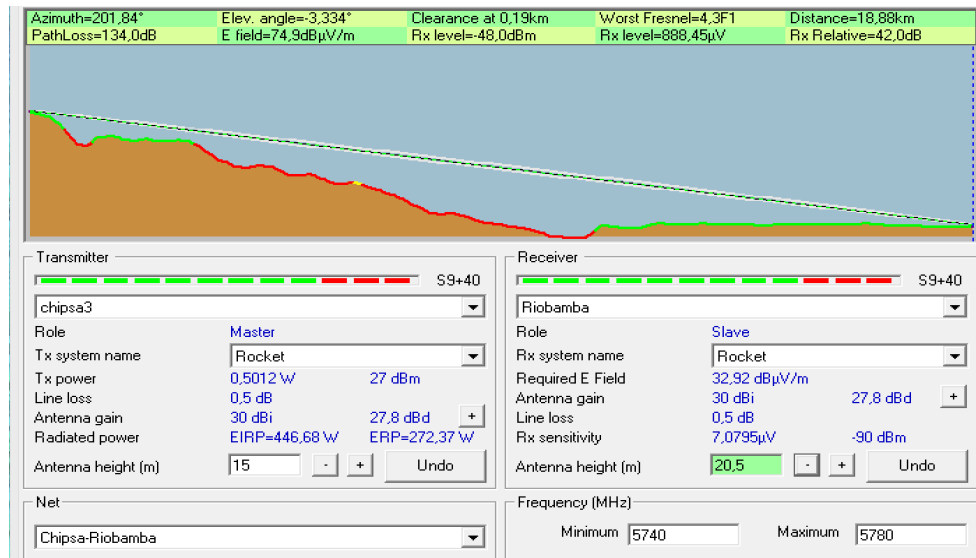 Azimuth=201,84° Elev. angle=-3,334° Clearance at 0,19km Worst Fresnel=4,3F1 Distance=18,88km
PathLoss=134,0dB E field=74,9dBµV/m Rx level=-48,0dBm Rx level=888,45µV Rx Relative=42,0dB
Transmitter
S9+40
chipsa3
Role Master
Tx system name Rocket
Tx power 0,5012 W 27 dBm
Line loss 0,5 dB
Antenna gain 30 dBi 27,8 dBd +
Radiated power EIRP=446,68 W ERP=272,37 W
Antenna height (m) 15 - + Undo
Net
Chipsa-Riobamba
Receiver
S9+40
Riobamba
Role Slave
Rx system name Rocket
Required E Field 32,92 dBµV/m
Antenna gain 30 dBi 27,8 dBd +
Line loss 0,5 dB
Rx sensitivity 7,0795µV -90 dBm
Antenna height (m) 20,5 - + Undo
Frequency (MHz)
Minimum 5740 Maximum 5780